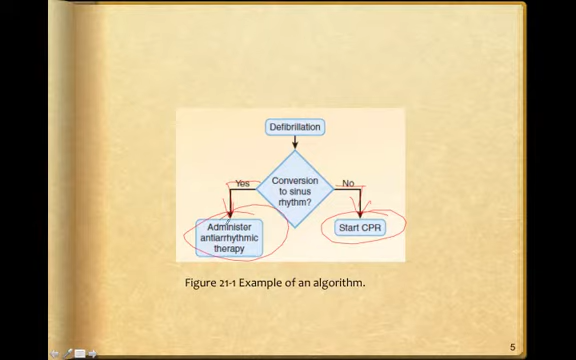 Defibrillation
Conversion
to sinus
rhythm?
Yes
No
Administer
antiarrhythmic
therapy
Start CPR
Figure 21-1 Example of an algorithm.
5